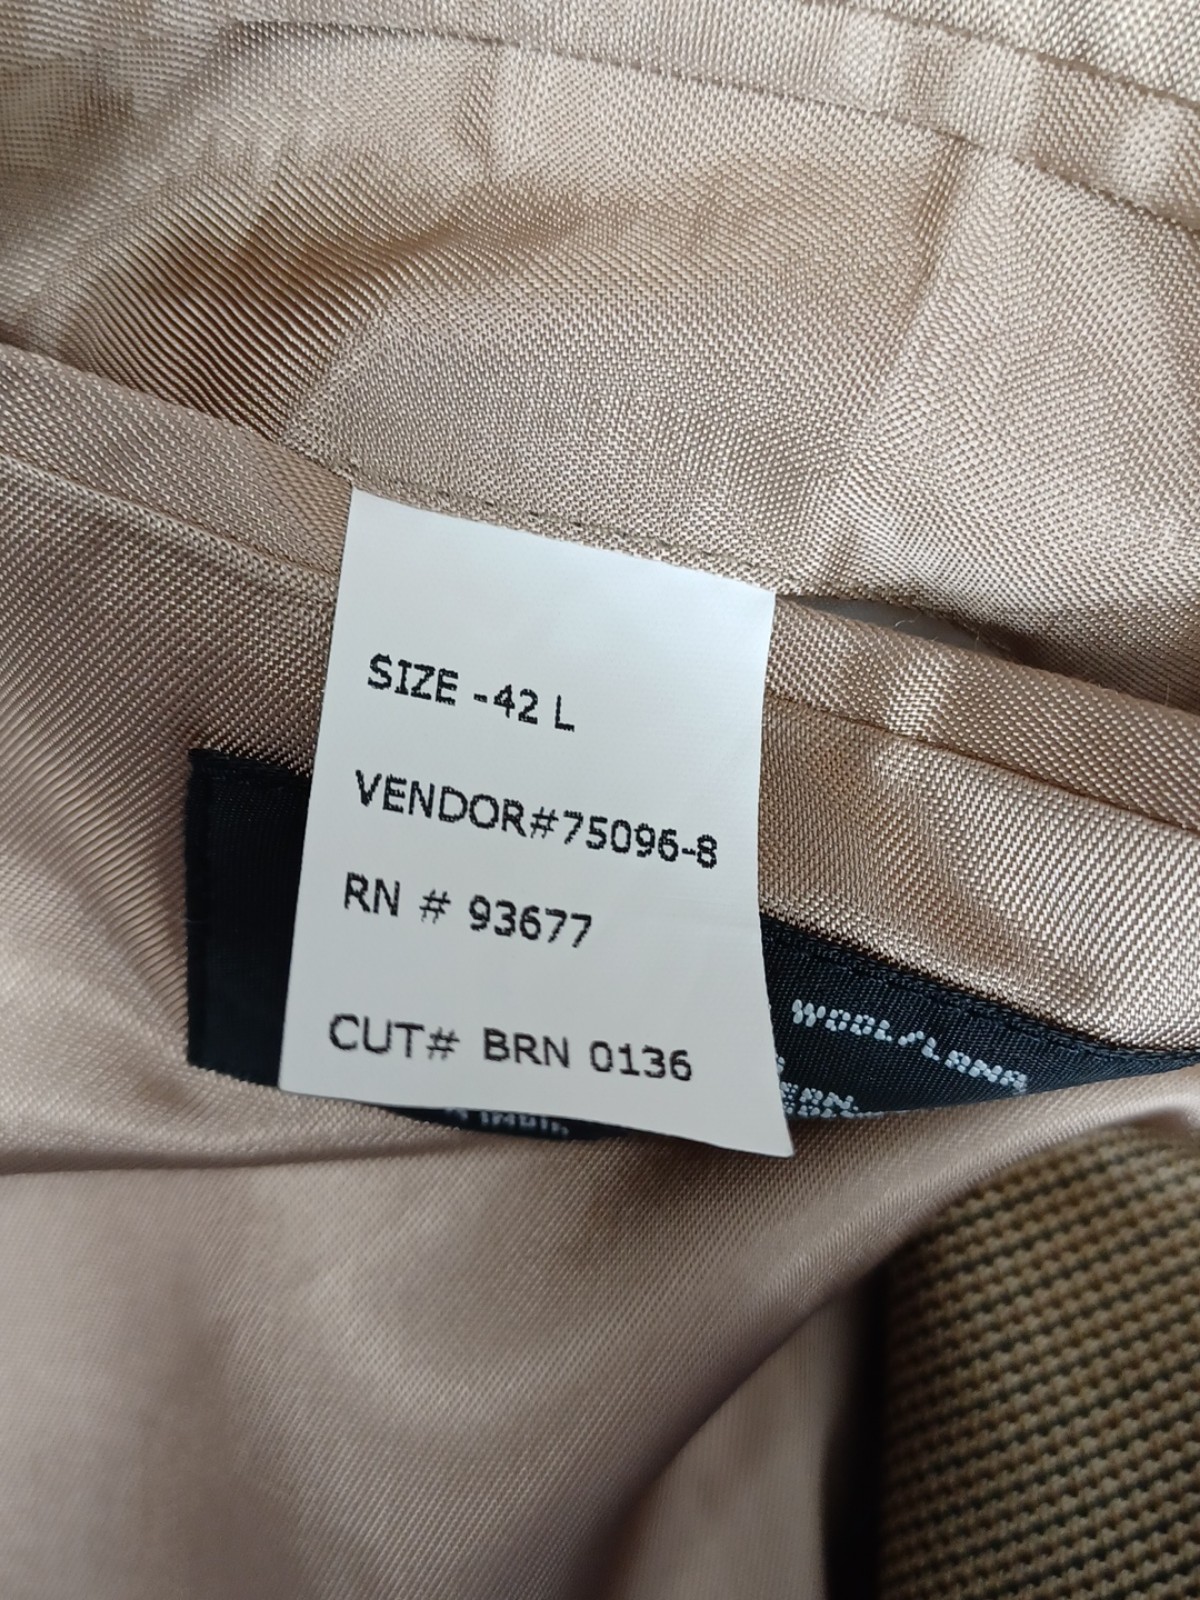 SIZE -42 L
VENDOR#75096-8
RN # 93677
CUT# BRN 0136
WOOL/LANA